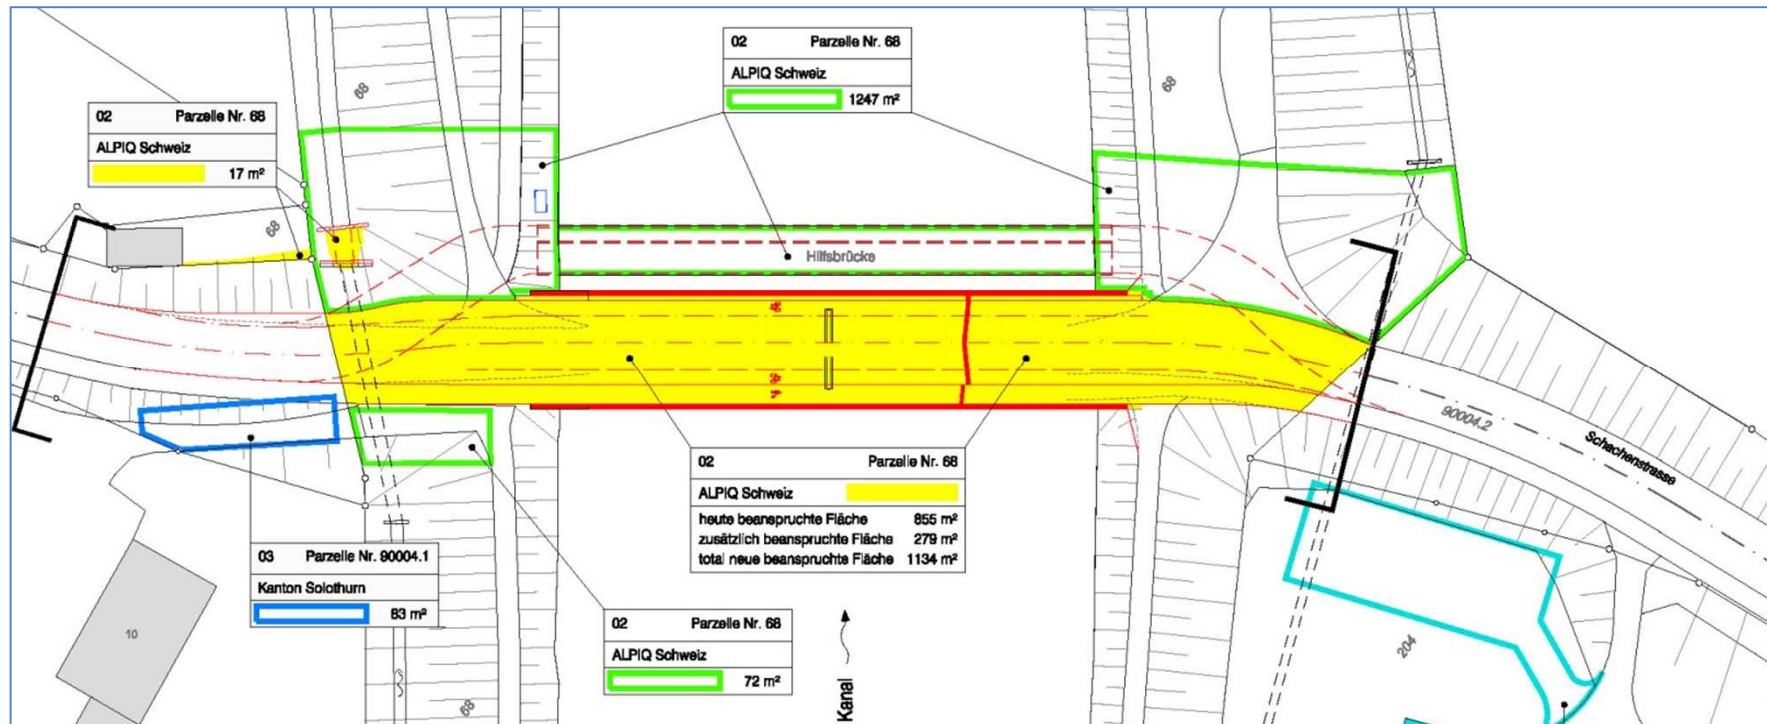 02 Parzelle Nr. 68
ALPIQ Schweiz
1247 m²
68
68
02 Parzelle Nr. 68
ALPIQ Schweiz
17 m²
68
Hilfsbrücke
90004.2
Schachenstrasse
02 Parzelle Nr. 68
ALPIQ Schweiz
heute beanspruchte Fläche 855 m²
zusätzlich beanspruchte Fläche 279 m²
total neue beanspruchte Fläche 1134 m²
03 Parzelle Nr. 90004.1
Kanton Solothurn
83 m²
02 Parzelle Nr. 68
ALPIQ Schweiz
72 m²
10
204
Kanal
68